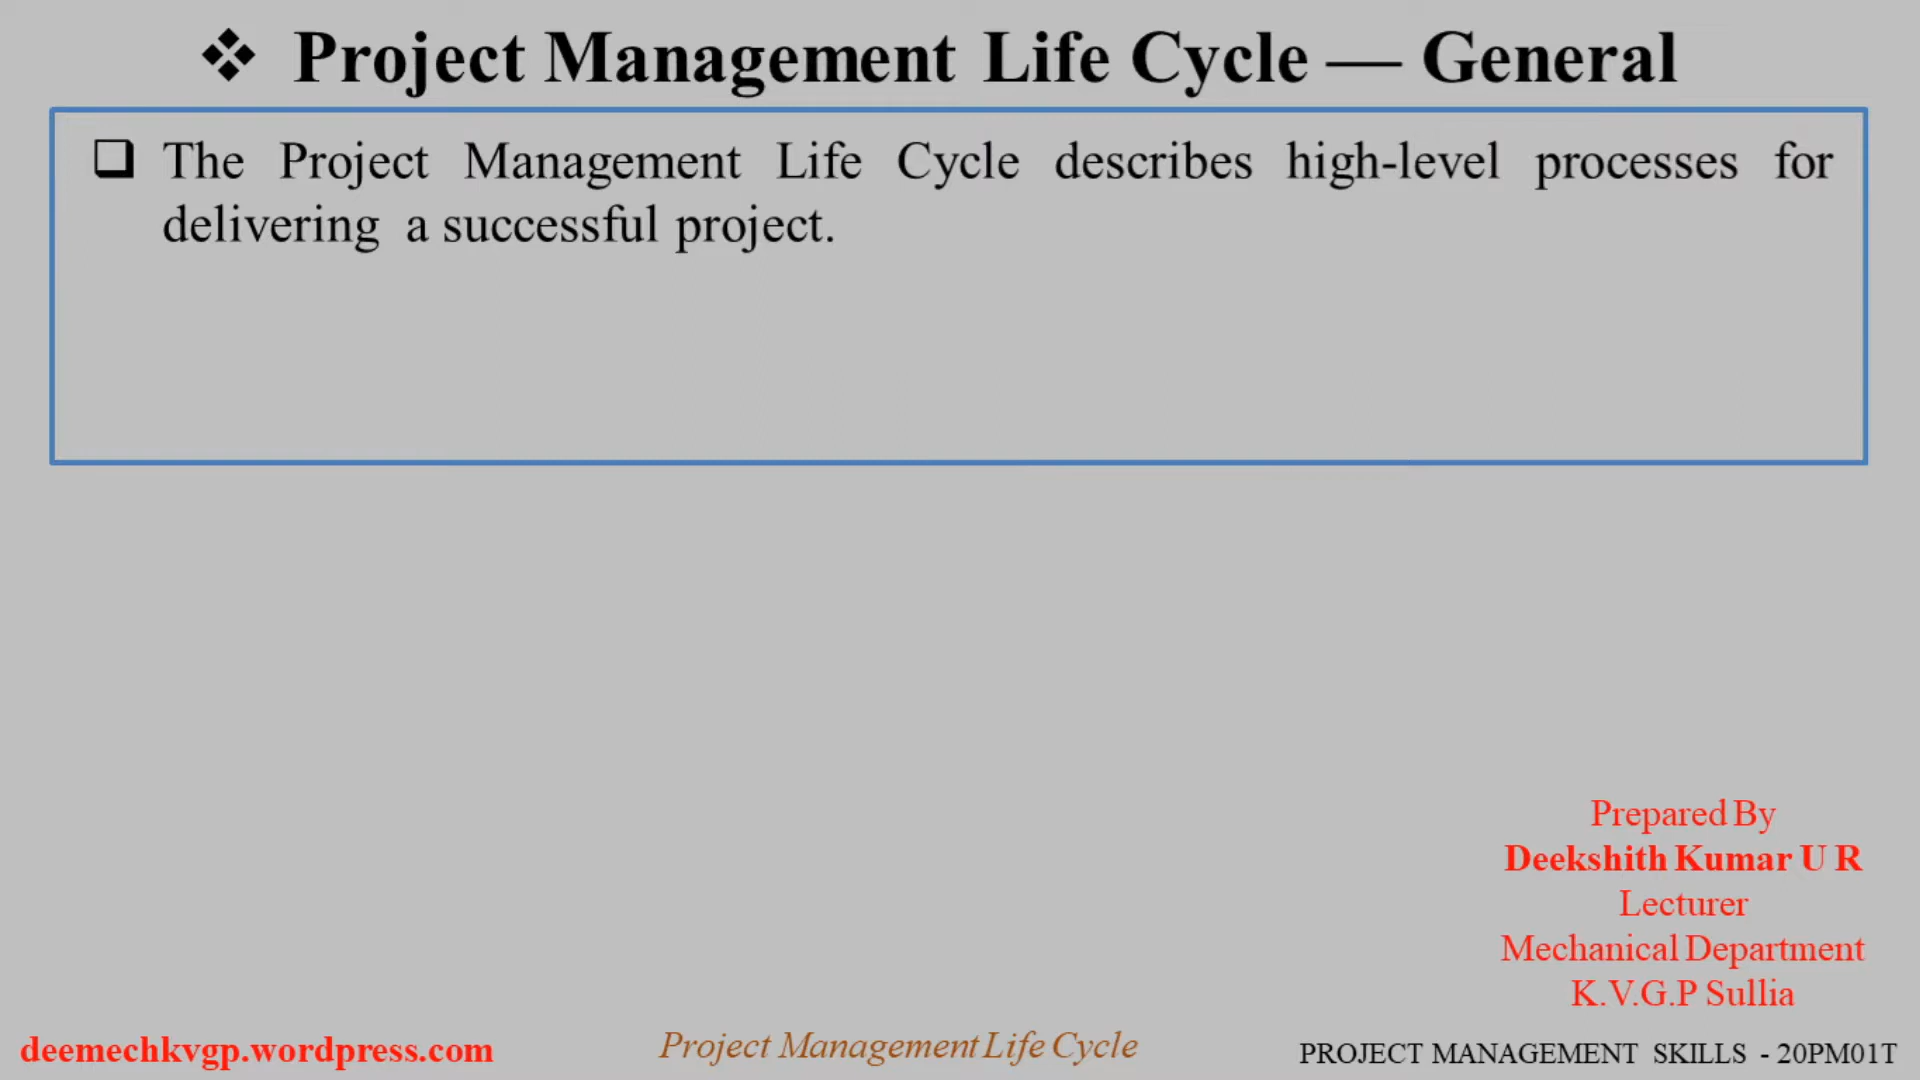 ❖ Project Management Life Cycle — General
❑ The Project Management Life Cycle describes high-level processes for
delivering a successful project.
Prepared By
Deekshith Kumar U R
Lecturer
Mechanical Department
K.V.G.P Sullia
deemechkvgp.wordpress.com
Project Management Life Cycle
PROJECT MANAGEMENT SKILLS - 20PM01T